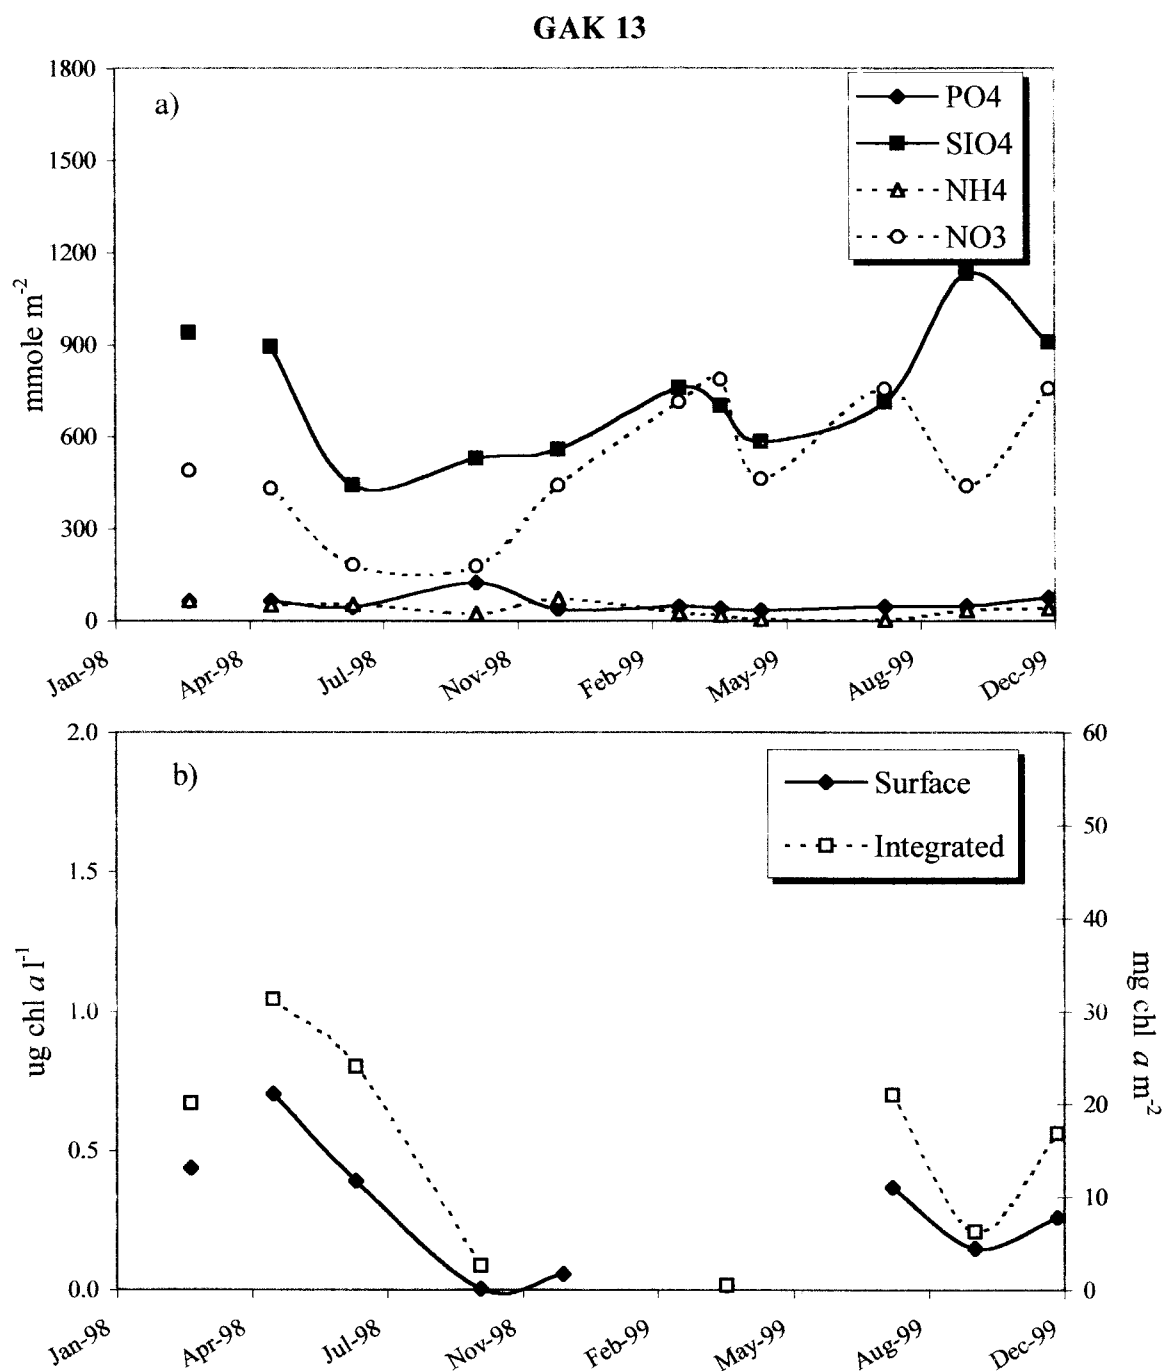 GAK 13
a)
PO4
SIO4
NH4
NO3
1800
1500
1200
900
600
300
0
mmole m⁻²
Jan-98 Apr-98 Jul-98 Nov-98 Feb-99 May-99 Aug-99 Dec-99
b)
Surface
Integrated
2.0
1.5
1.0
0.5
0.0
ug chl a l⁻¹
60
50
40
30
20
10
0
mg chl a m⁻²
Jan-98 Apr-98 Jul-98 Nov-98 Feb-99 May-99 Aug-99 Dec-99